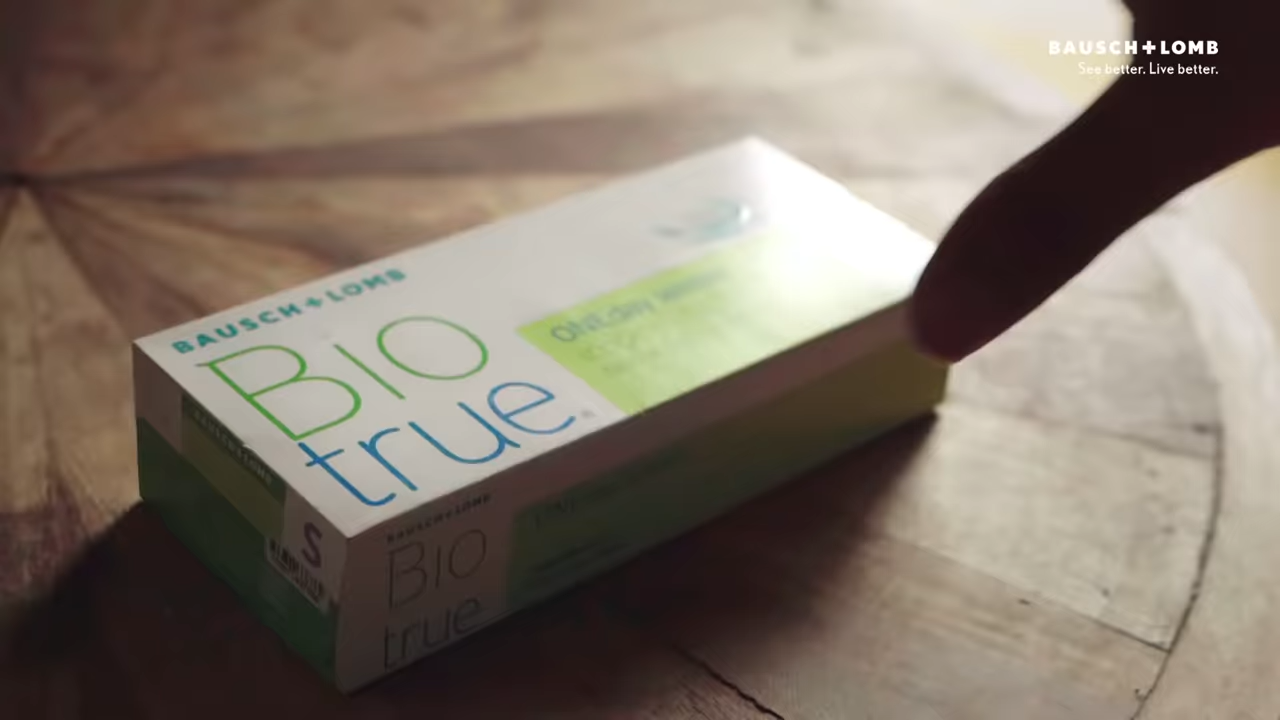 BAUSCH+LOMB
See better. Live better.
BAUSCH+LOMB
BIO
true
ONEday
S
BAUSCH+LOMB
BIO
true